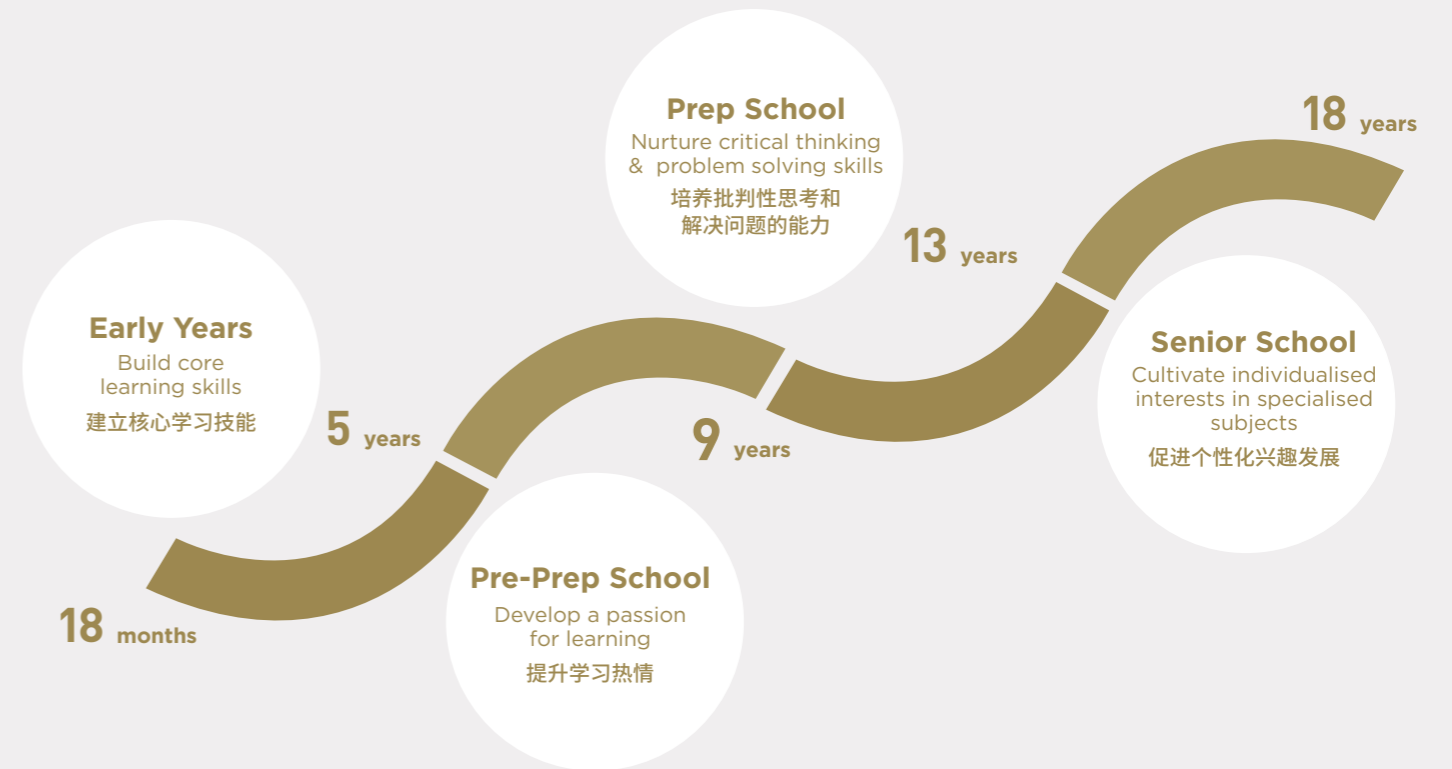 Early Years
Build core
learning skills
建立核心学习技能
18 months
5 years
Pre-Prep School
Develop a passion
for learning
提升学习热情
9 years
Prep School
Nurture critical thinking
& problem solving skills
培养批判性思考和
解决问题的能力
13 years
Senior School
Cultivate individualised
interests in specialised
subjects
促进个性化兴趣发展
18 years